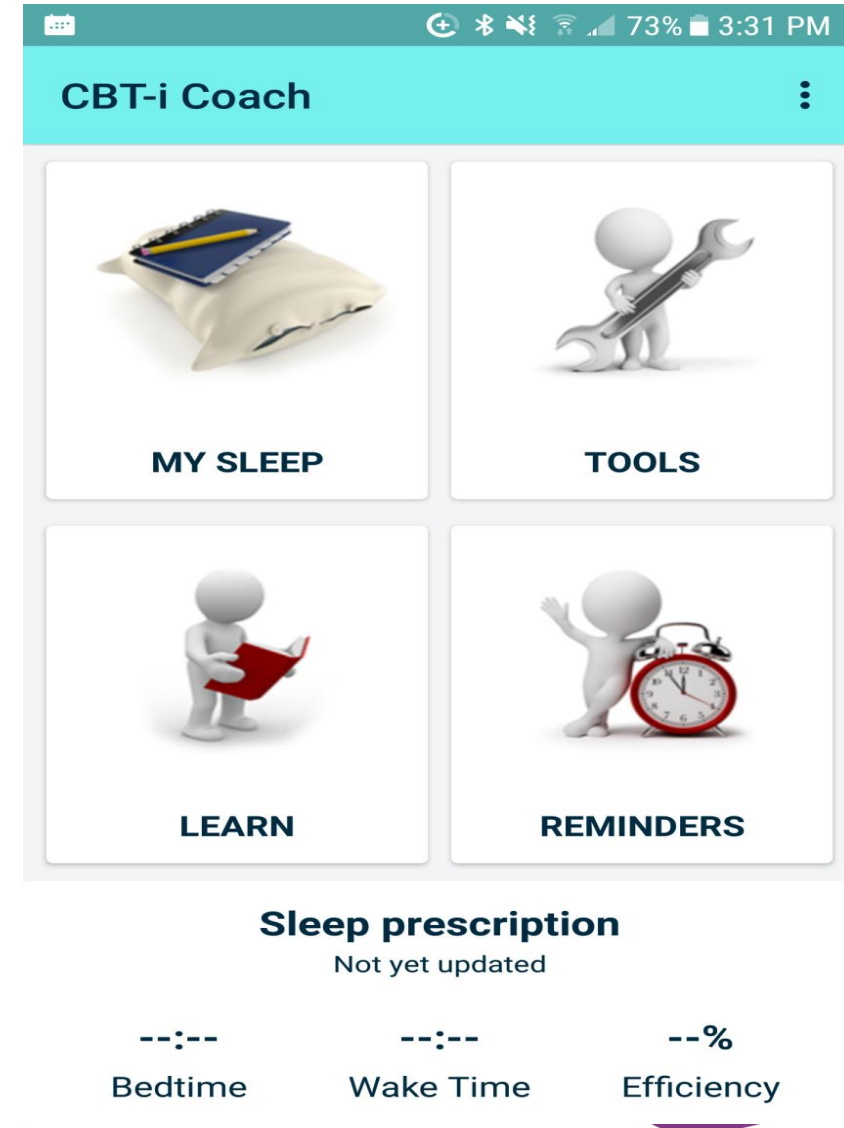 73% 3:31 PM
CBT-i Coach
MY SLEEP
TOOLS
LEARN
REMINDERS
Sleep prescription
Not yet updated
--:-- --:-- --%
Bedtime Wake Time Efficiency